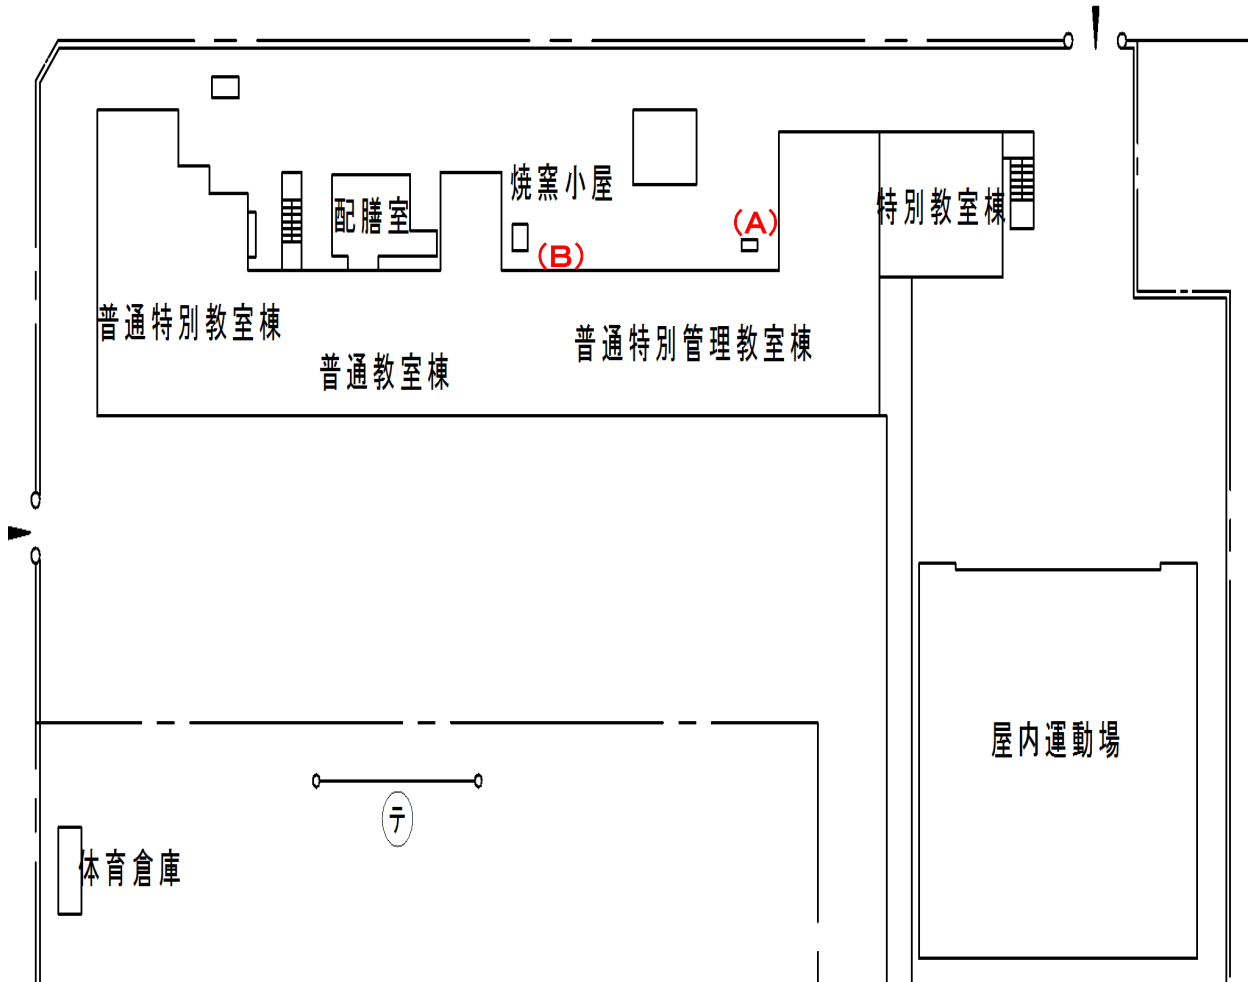 焼窯小屋
配膳室
特別教室棟
(A)
(B)
普通特別教室棟
普通特別管理教室棟
普通教室棟
屋内運動場
テ
体育倉庫